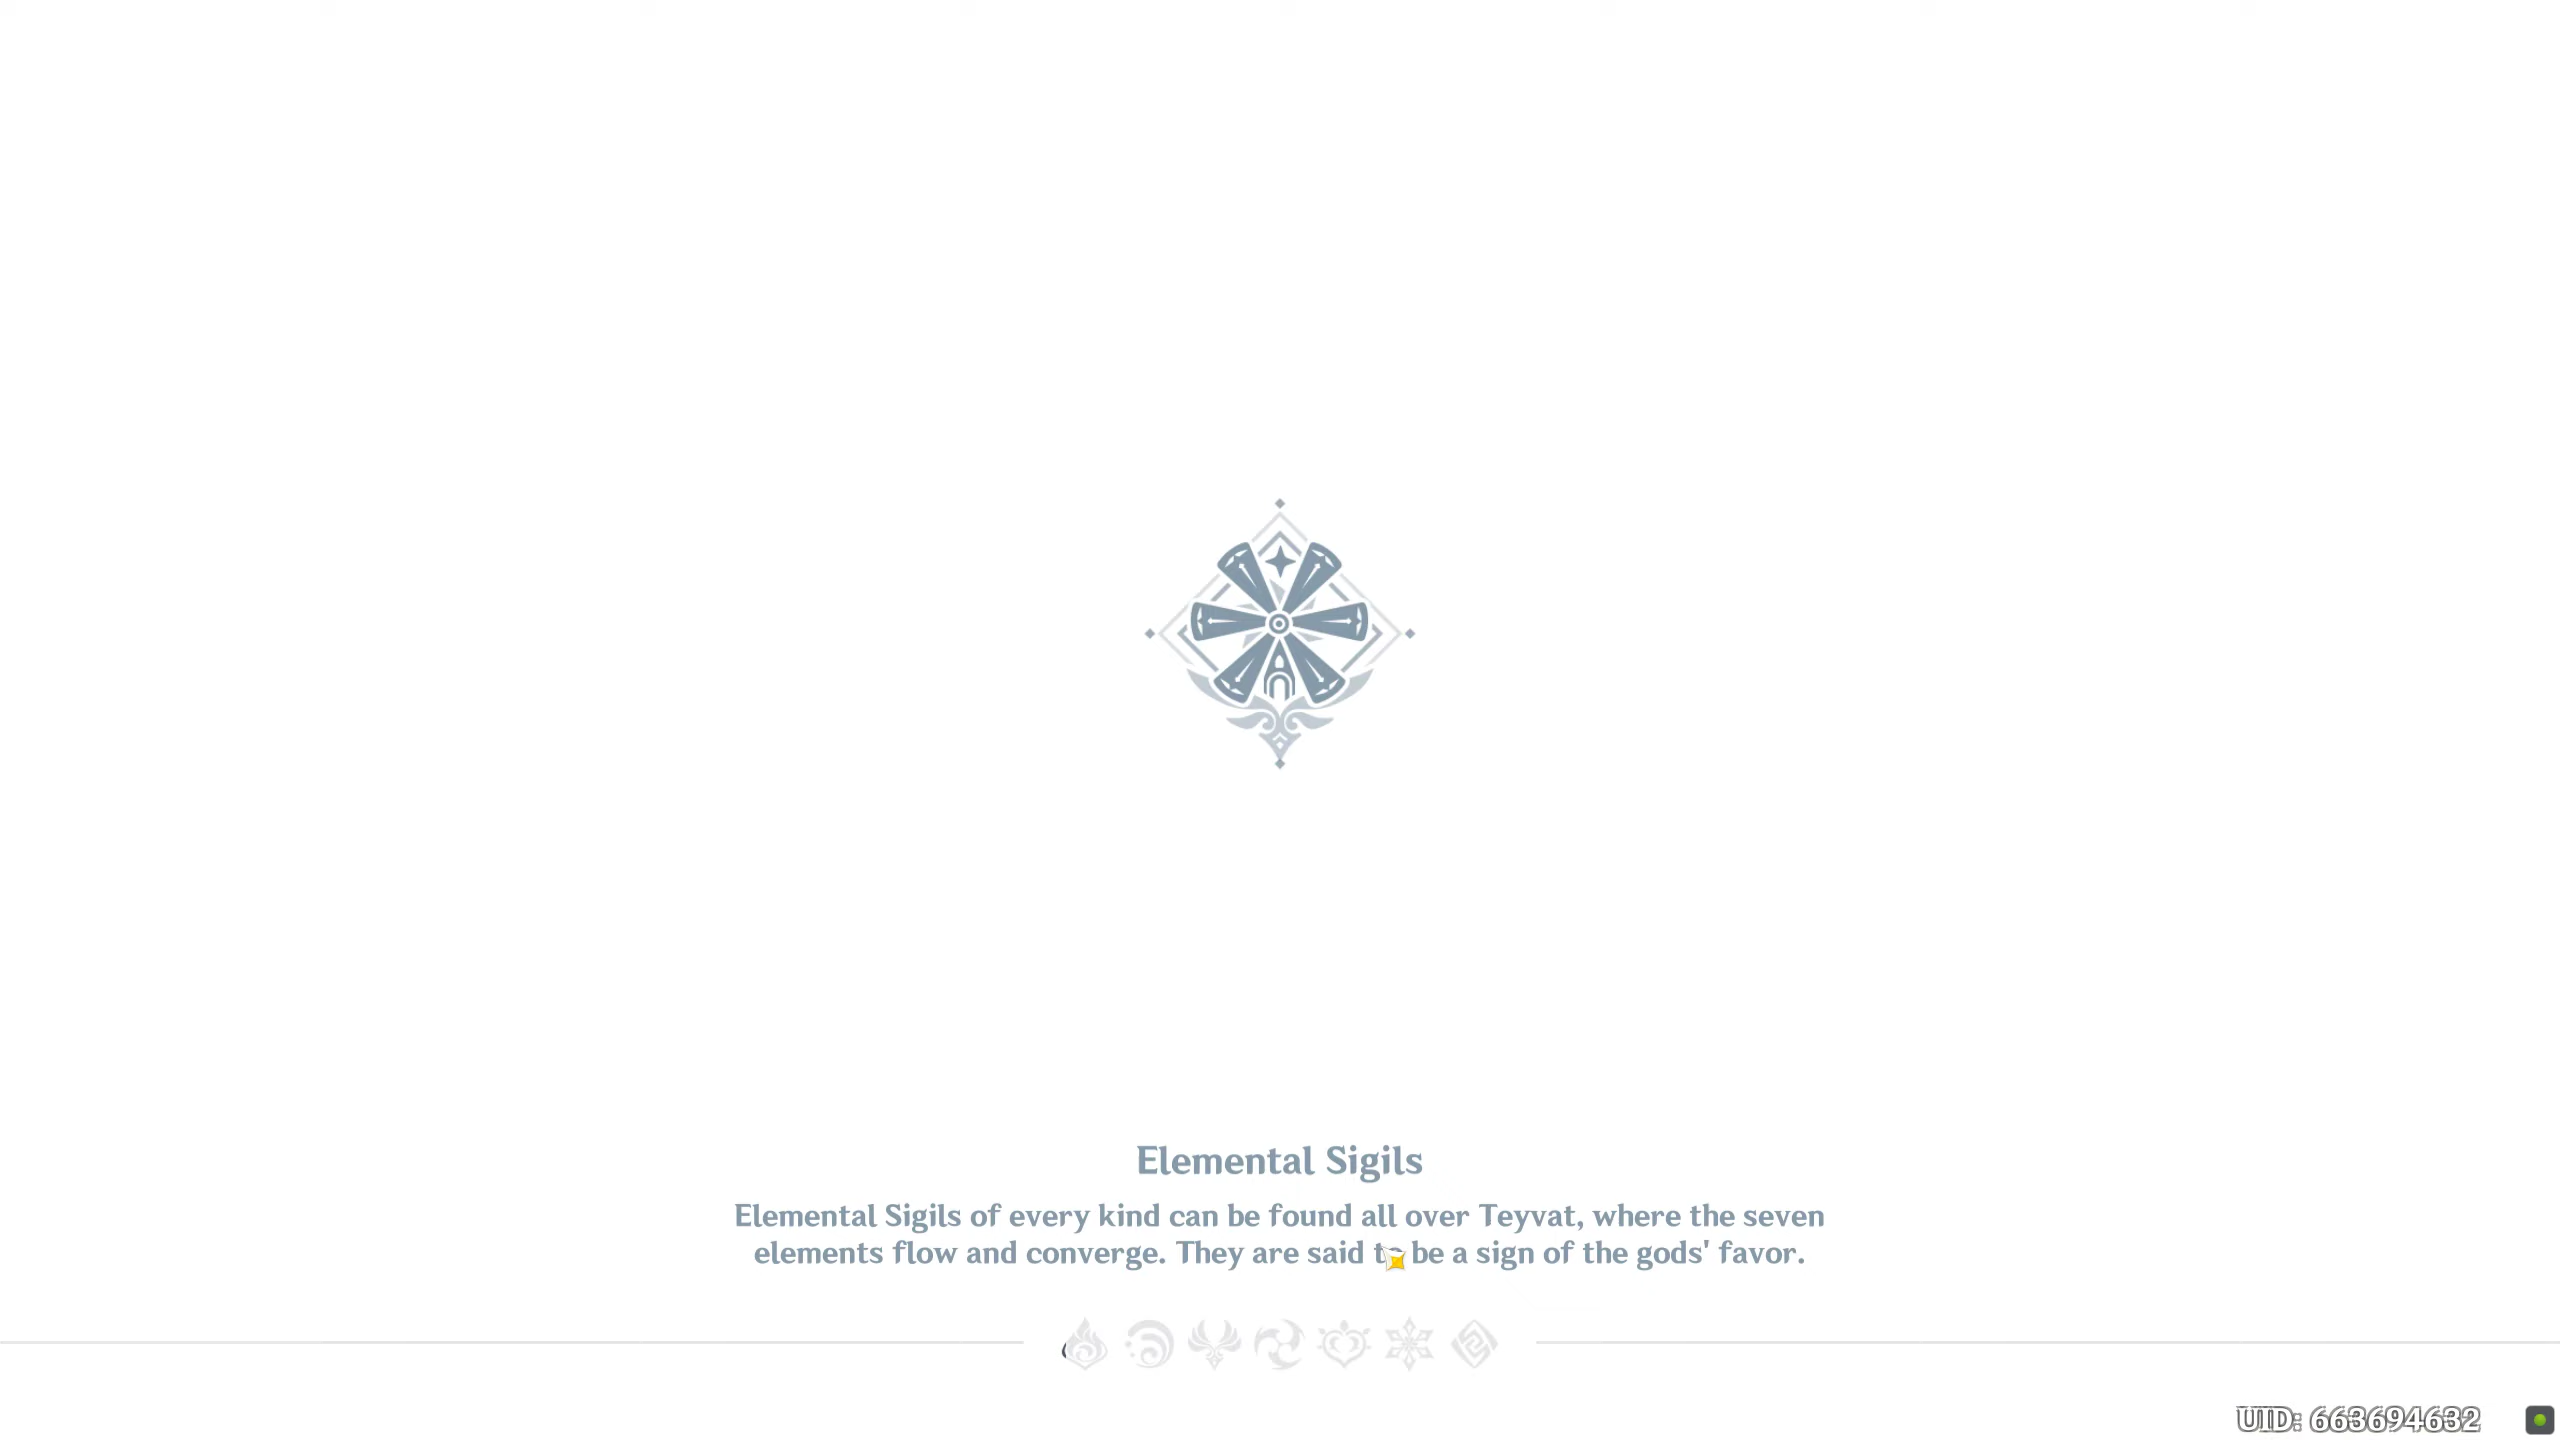 Elemental Sigils
Elemental Sigils of every kind can be found all over Teyvat, where the seven
elements flow and converge. They are said to be a sign of the gods' favor.
UID: 663694632